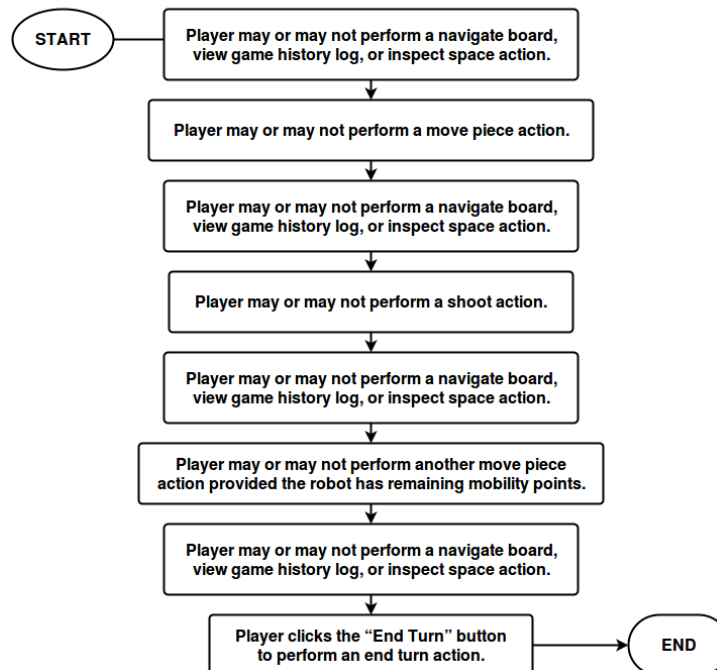 START
Player may or may not perform a navigate board,
view game history log, or inspect space action.
Player may or may not perform a move piece action.
Player may or may not perform a navigate board,
view game history log, or inspect space action.
Player may or may not perform a shoot action.
Player may or may not perform a navigate board,
view game history log, or inspect space action.
Player may or may not perform another move piece
action provided the robot has remaining mobility points.
Player may or may not perform a navigate board,
view game history log, or inspect space action.
Player clicks the “End Turn” button
to perform an end turn action.
END